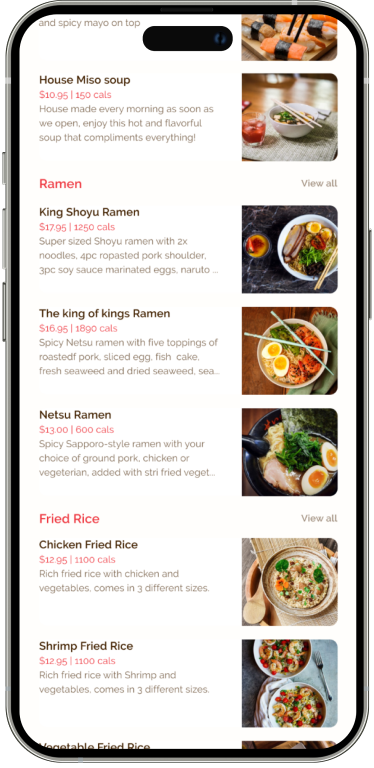 and spicy mayo on top
House Miso soup
$10.95 | 150 cals
House made every morning as soon as
we open, enjoy this hot and flavorful
soup that compliments everything!
Ramen
View all
King Shoyu Ramen
$17.95 | 1250 cals
Super sized Shoyu ramen with 2x
noodles, 4pc ropasted pork shoulder,
3pc soy sauce marinated eggs, naruto ...
The king of kings Ramen
$16.95 | 1890 cals
Spicy Netsu ramen with five toppings of
roastedf pork, sliced egg, fish  cake,
fresh seaweed and dried seaweed, sea...
Netsu Ramen
$13.00 | 600 cals
Spicy Sapporo-style ramen with your
choice of ground pork, chicken or
vegeterian, added with stri fried veget...
Fried Rice
View all
Chicken Fried Rice
$12.95 | 1100 cals
Rich fried rice with chicken and
vegetables, comes in 3 different sizes.
Shrimp Fried Rice
$12.95 | 1100 cals
Rich fried rice with Shrimp and
vegetables, comes in 3 different sizes.
Vegetable Fried Rice